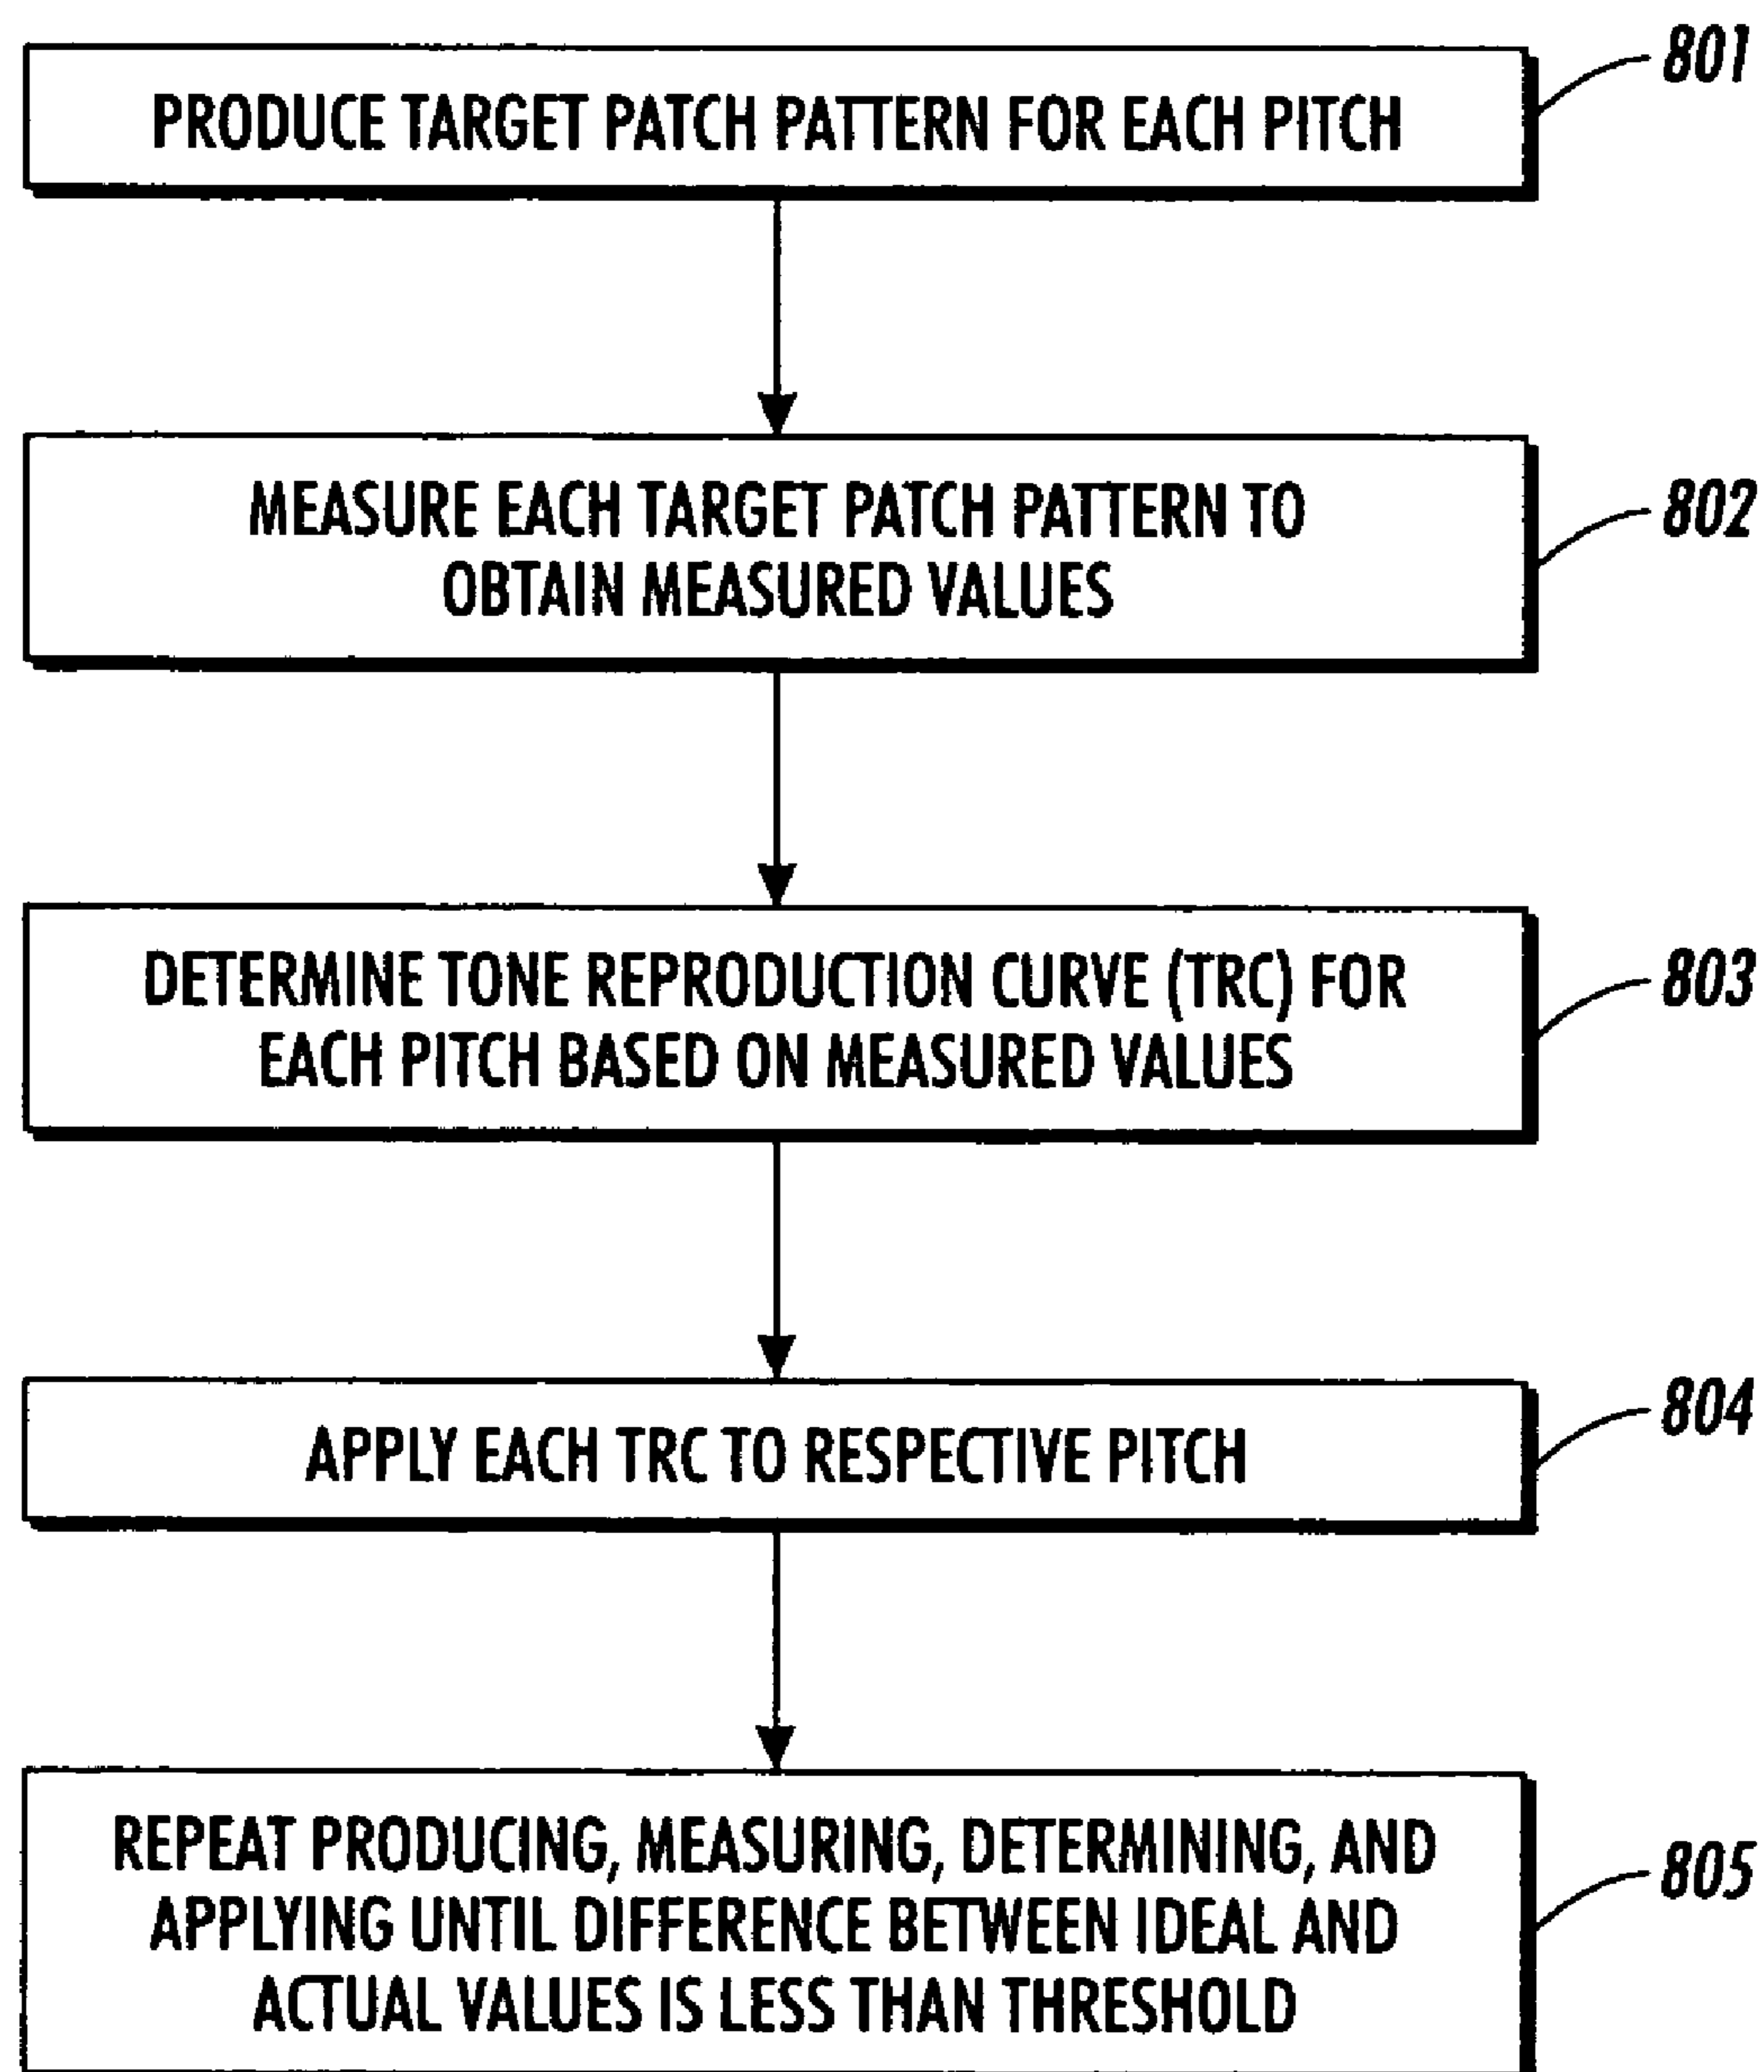 801
PRODUCE TARGET PATCH PATTERN FOR EACH PITCH
802
MEASURE EACH TARGET PATCH PATTERN TO
OBTAIN MEASURED VALUES
803
DETERMINE TONE REPRODUCTION CURVE (TRC) FOR
EACH PITCH BASED ON MEASURED VALUES
804
APPLY EACH TRC TO RESPECTIVE PITCH
805
REPEAT PRODUCING, MEASURING, DETERMINING, AND
APPLYING UNTIL DIFFERENCE BETWEEN IDEAL AND
ACTUAL VALUES IS LESS THAN THRESHOLD